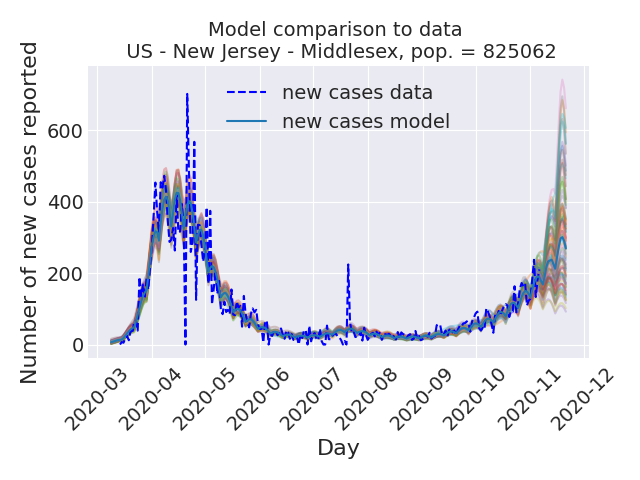 Model comparison to data
US - New Jersey - Middlesex, pop. = 825062
new cases data
new cases model
Number of new cases reported
600
400
200
0
2020-03
2020-04
2020-05
2020-06
2020-07
2020-08
2020-09
2020-10
2020-11
2020-12
Day